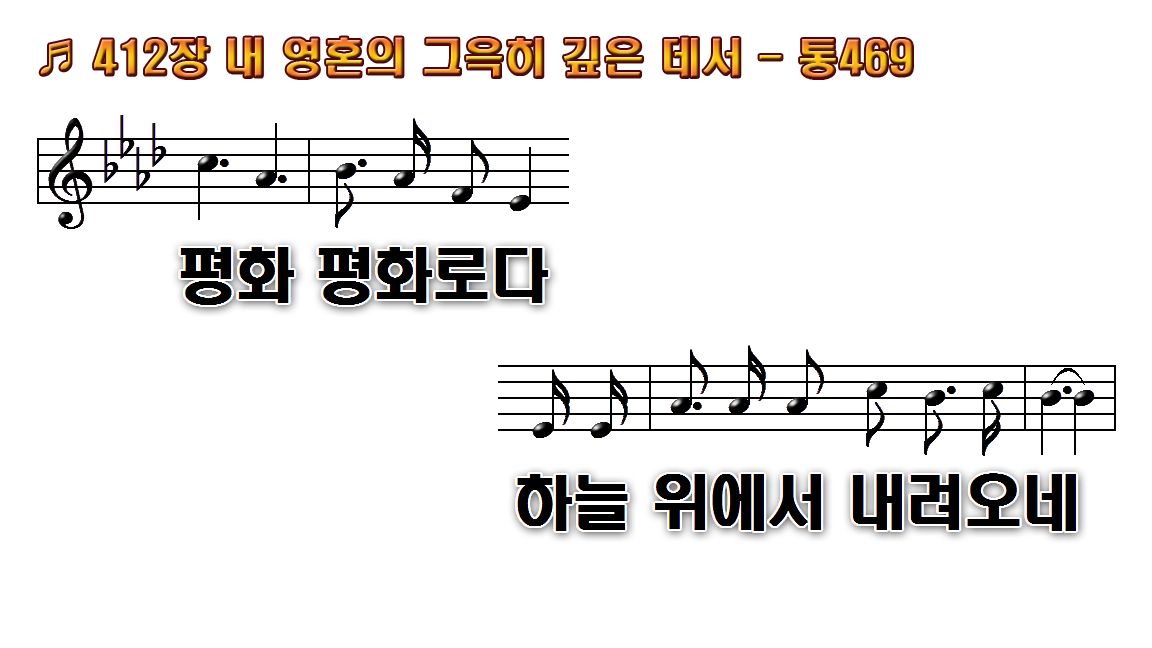 ♬ 412장 내 영혼의 그윽히 깊은 데서 - 통469
평화 평화로다
하늘 위에서 내려오네